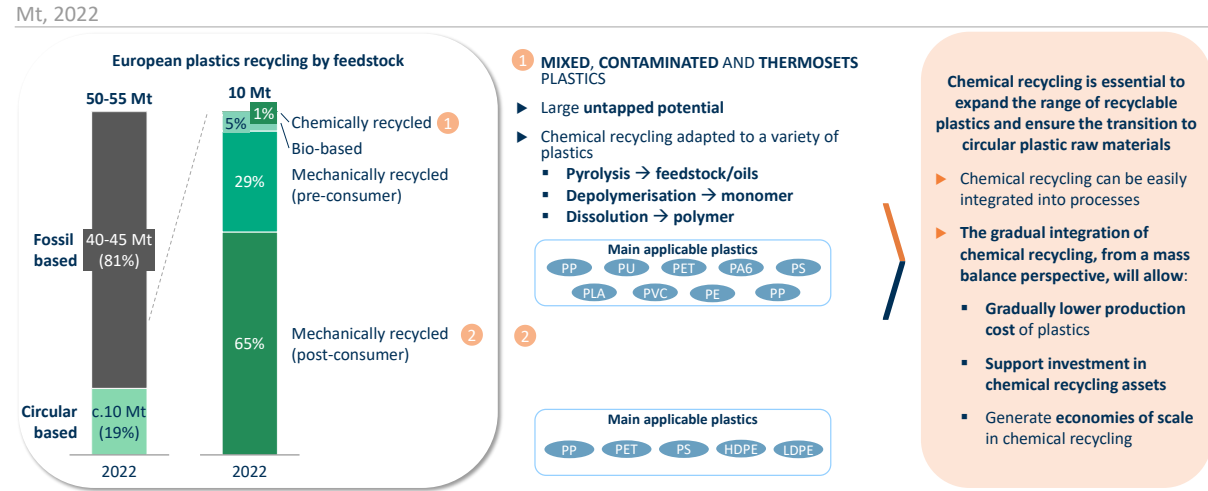 Mt, 2022
European plastics recycling by feedstock
50-55 Mt
Fossil based
40-45 Mt
(81%)
Circular based
c.10 Mt
(19%)
2022
10 Mt
1%
5%
29%
65%
2022
Chemically recycled 1
Bio-based
Mechanically recycled
(pre-consumer)
Mechanically recycled 2
(post-consumer)
1 MIXED, CONTAMINATED AND THERMOSETS
PLASTICS
▶ Large untapped potential
▶ Chemical recycling adapted to a variety of
plastics
▪ Pyrolysis → feedstock/oils
▪ Depolymerisation → monomer
▪ Dissolution → polymer
Main applicable plastics
PP PU PET PA6 PS
PLA PVC PE PP
2
Main applicable plastics
PP PET PS HDPE LDPE
Chemical recycling is essential to
expand the range of recyclable
plastics and ensure the transition to
circular plastic raw materials
▶ Chemical recycling can be easily
integrated into processes
▶ The gradual integration of
chemical recycling, from a mass
balance perspective, will allow:
▪ Gradually lower production
cost of plastics
▪ Support investment in
chemical recycling assets
▪ Generate economies of scale
in chemical recycling